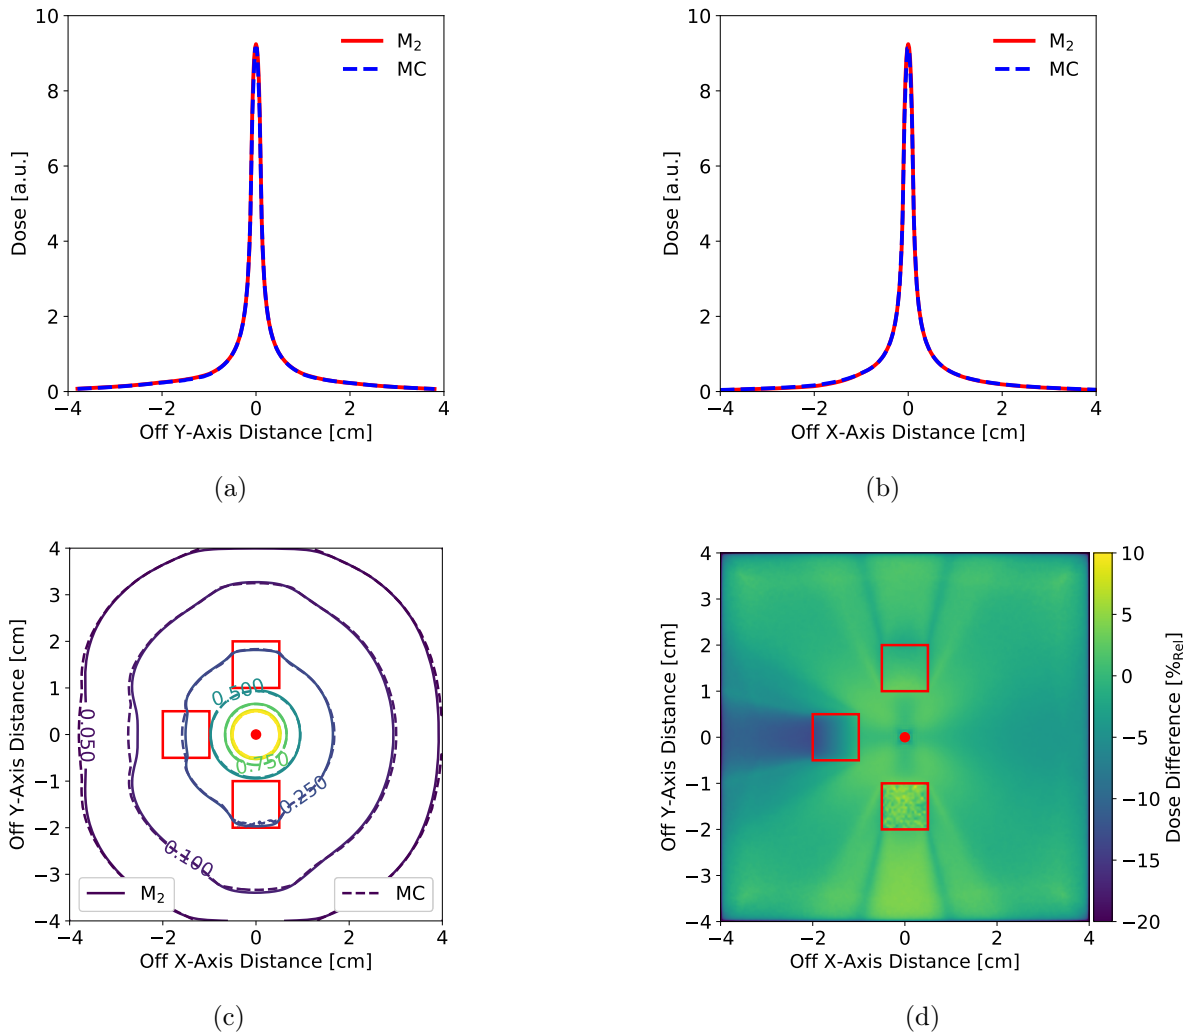 10
8
6
4
2
0
Dose [a.u.]
M2
MC
−4 −2 0 2 4
Off Y-Axis Distance [cm]
(a)
10
8
6
4
2
0
Dose [a.u.]
M2
MC
−4 −2 0 2 4
Off X-Axis Distance [cm]
(b)
4
3
2
1
0
−1
−2
−3
−4
Off Y-Axis Distance [cm]
0.500
0.750
0.250
0.100
0.050
M2
MC
−4 −2 0 2 4
Off X-Axis Distance [cm]
(c)
4
3
2
1
0
−1
−2
−3
−4
Off Y-Axis Distance [cm]
−4 −2 0 2 4
Off X-Axis Distance [cm]
10
5
0
−5
−10
−15
−20
Dose Difference [%Rel]
(d)